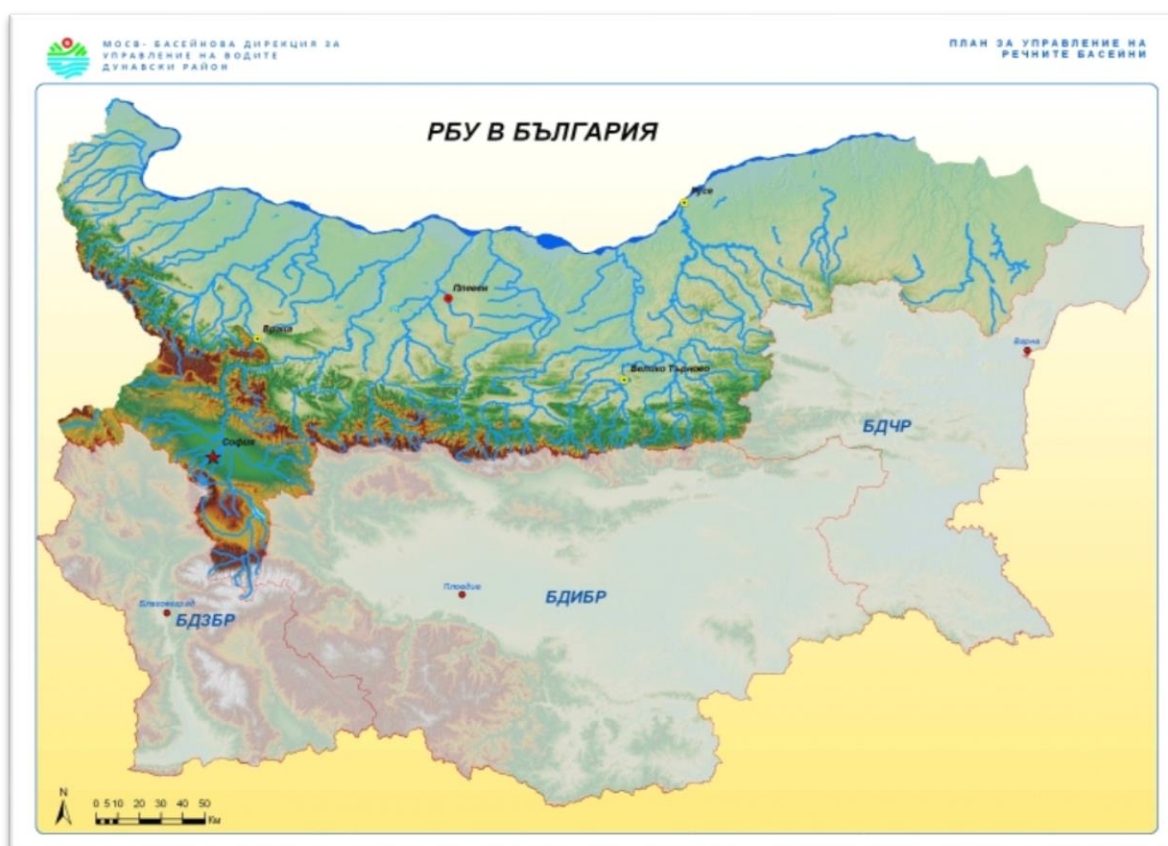 МОСВ- БАСЕЙНОВА ДИРЕКЦИЯ ЗА
УПРАВЛЕНИЕ НА ВОДИТЕ
ДУНАВСКИ РАЙОН
ПЛАН ЗА УПРАВЛЕНИЕ НА
РЕЧНИТЕ БАСЕЙНИ
РБУ В БЪЛГАРИЯ
Русе
Плевен
Враца
Варна
Велико Търново
БДЧР
София
Пловдив
БДИБР
Благоевград
БДЗБР
N
0 5 10 20 30 40 50
Км